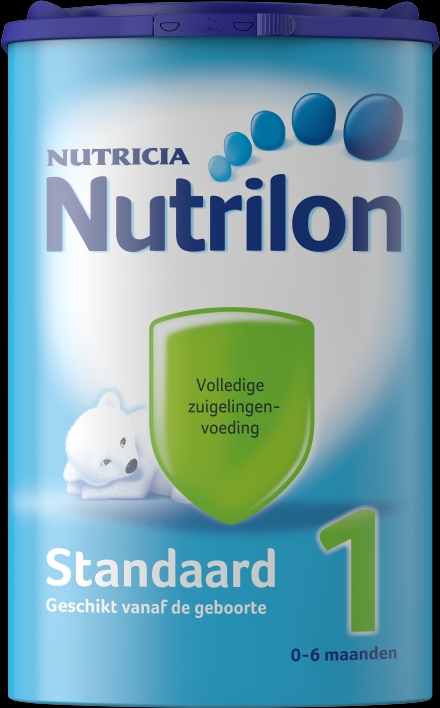 NUTRICIA
Nutrilon
Volledige
zuigelingen-
voeding
Standaard
Geschikt vanaf de geboorte
1
0-6 maanden